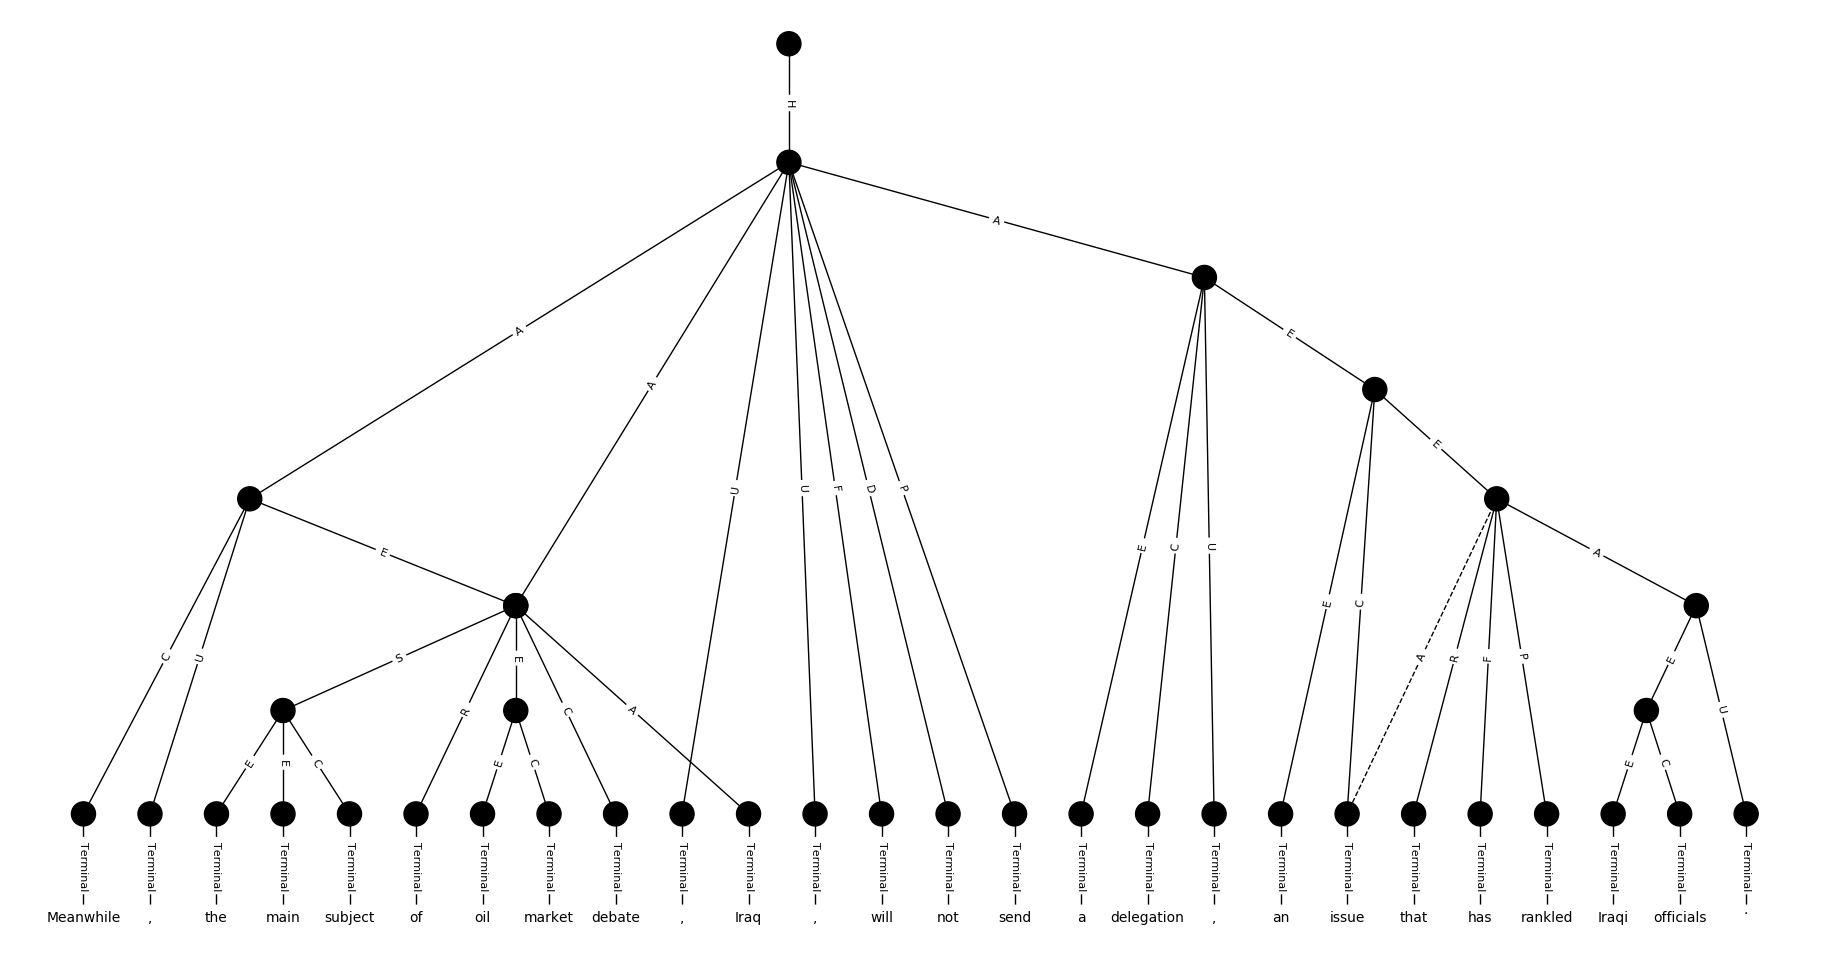 H
A
A
E
A
E
U
U
F
D
P
E
C
U
E
A
E
C
A
R
F
P
E
U
C
U
S
R
E
C
A
E
E
C
E
C
E
C
Terminal Terminal Terminal Terminal Terminal Terminal Terminal Terminal Terminal Terminal Terminal Terminal Terminal Terminal Terminal Terminal Terminal Terminal Terminal Terminal Terminal Terminal Terminal Terminal Terminal Terminal
Meanwhile , the main subject of oil market debate , Iraq , will not send a delegation , an issue that has rankled Iraqi officials .